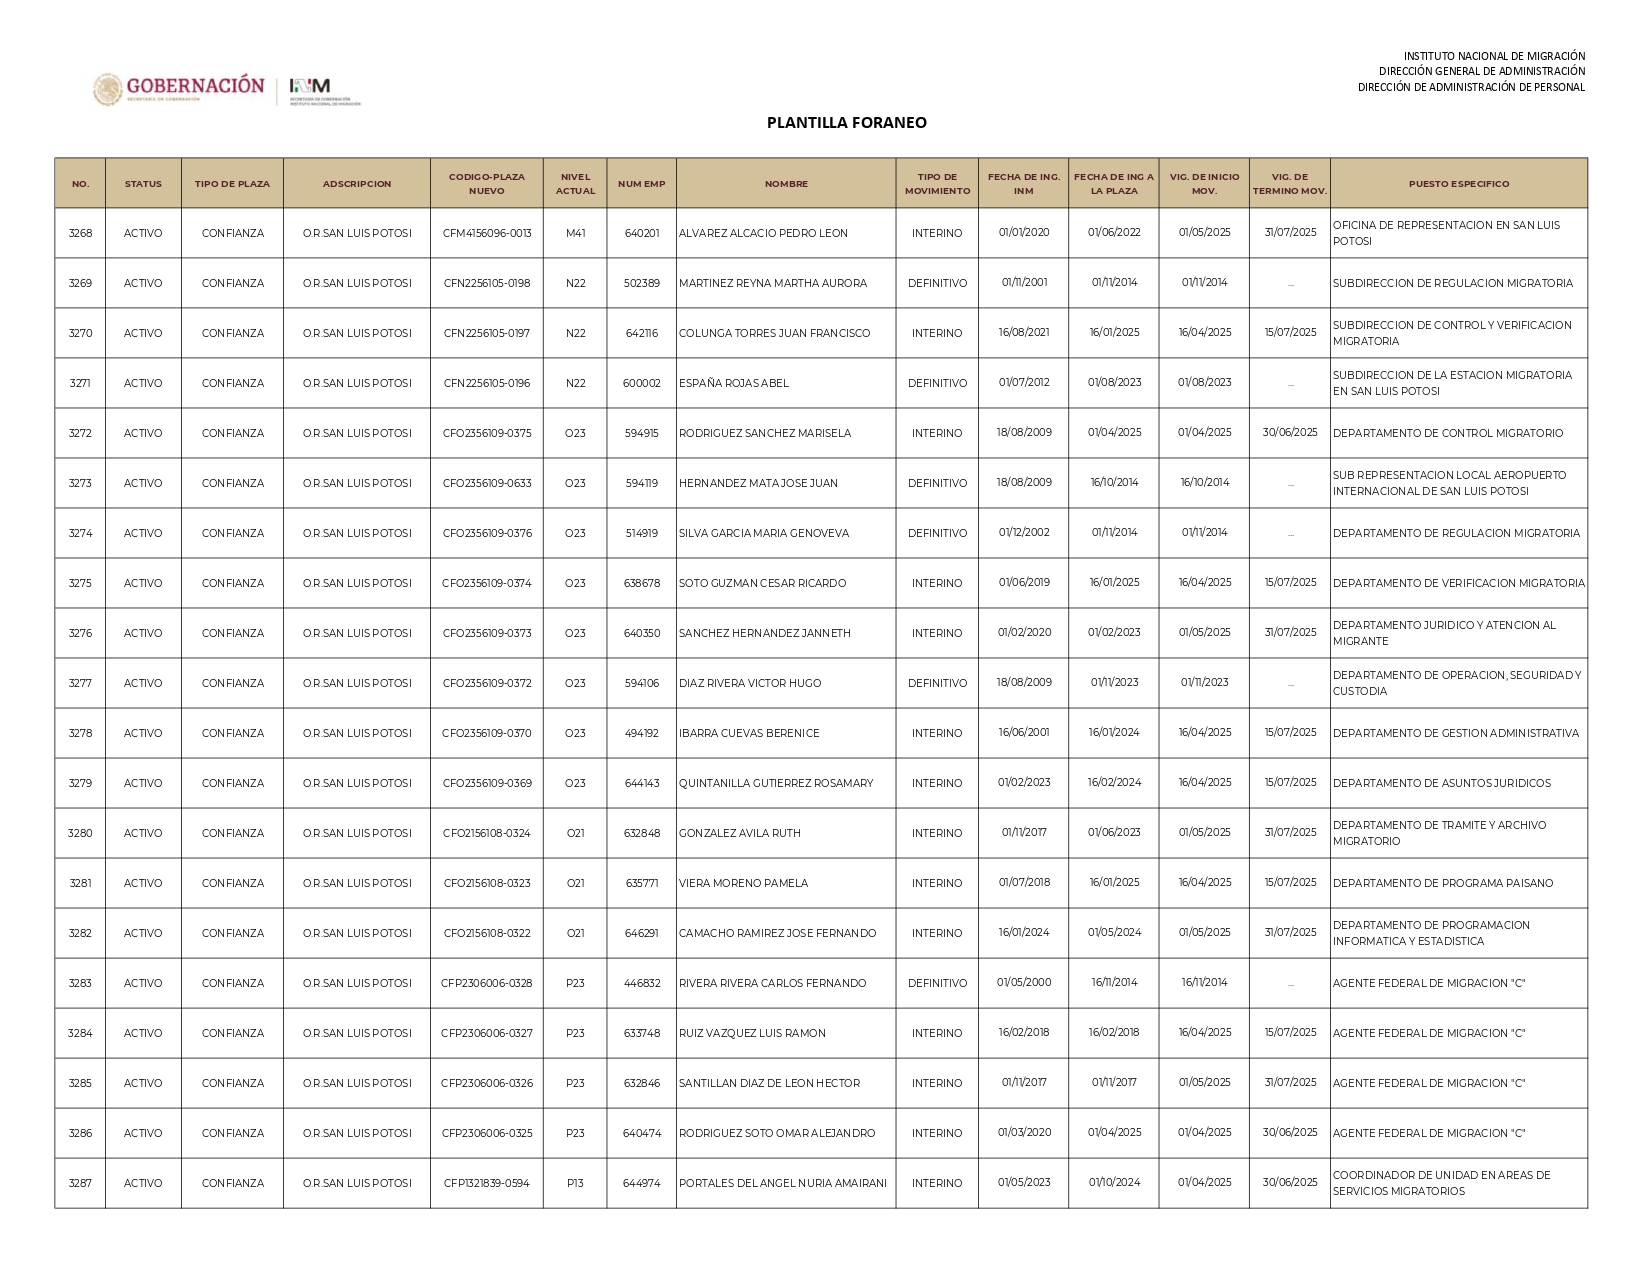 INSTITUTO NACIONAL DE MIGRACIÓN
DIRECCIÓN GENERAL DE ADMINISTRACIÓN
DIRECCIÓN DE ADMINISTRACIÓN DE PERSONAL
GOBERNACIÓN
SECRETARÍA DE GOBERNACIÓN
INM
SECRETARÍA DE GOBERNACIÓN
INSTITUTO NACIONAL DE MIGRACIÓN
PLANTILLA FORANEO
NO. STATUS TIPO DE PLAZA ADSCRIPCION CODIGO-PLAZA NUEVO NIVEL ACTUAL NUM EMP NOMBRE TIPO DE MOVIMIENTO FECHA DE ING. INM FECHA DE ING A LA PLAZA VIG. DE INICIO MOV. VIG. DE TERMINO MOV. PUESTO ESPECIFICO
3268 ACTIVO CONFIANZA O.R.SAN LUIS POTOSI CFM4156096-0013 M41 640201 ALVAREZ ALCACIO PEDRO LEON INTERINO 01/01/2020 01/06/2022 01/05/2025 31/07/2025 OFICINA DE REPRESENTACION EN SAN LUIS POTOSI
3269 ACTIVO CONFIANZA O.R.SAN LUIS POTOSI CFN2256105-0198 N22 502389 MARTINEZ REYNA MARTHA AURORA DEFINITIVO 01/11/2001 01/11/2014 01/11/2014 ... SUBDIRECCION DE REGULACION MIGRATORIA
3270 ACTIVO CONFIANZA O.R.SAN LUIS POTOSI CFN2256105-0197 N22 642116 COLUNGA TORRES JUAN FRANCISCO INTERINO 16/08/2021 16/01/2025 16/04/2025 15/07/2025 SUBDIRECCION DE CONTROL Y VERIFICACION MIGRATORIA
3271 ACTIVO CONFIANZA O.R.SAN LUIS POTOSI CFN2256105-0196 N22 600002 ESPAÑA ROJAS ABEL DEFINITIVO 01/07/2012 01/08/2023 01/08/2023 ... SUBDIRECCION DE LA ESTACION MIGRATORIA EN SAN LUIS POTOSI
3272 ACTIVO CONFIANZA O.R.SAN LUIS POTOSI CFO2356109-0375 O23 594915 RODRIGUEZ SANCHEZ MARISELA INTERINO 18/08/2009 01/04/2025 01/04/2025 30/06/2025 DEPARTAMENTO DE CONTROL MIGRATORIO
3273 ACTIVO CONFIANZA O.R.SAN LUIS POTOSI CFO2356109-0633 O23 594119 HERNANDEZ MATA JOSE JUAN DEFINITIVO 18/08/2009 16/10/2014 16/10/2014 ... SUB REPRESENTACION LOCAL AEROPUERTO INTERNACIONAL DE SAN LUIS POTOSI
3274 ACTIVO CONFIANZA O.R.SAN LUIS POTOSI CFO2356109-0376 O23 514919 SILVA GARCIA MARIA GENOVEVA DEFINITIVO 01/12/2002 01/11/2014 01/11/2014 ... DEPARTAMENTO DE REGULACION MIGRATORIA
3275 ACTIVO CONFIANZA O.R.SAN LUIS POTOSI CFO2356109-0374 O23 638678 SOTO GUZMAN CESAR RICARDO INTERINO 01/06/2019 16/01/2025 16/04/2025 15/07/2025 DEPARTAMENTO DE VERIFICACION MIGRATORIA
3276 ACTIVO CONFIANZA O.R.SAN LUIS POTOSI CFO2356109-0373 O23 640350 SANCHEZ HERNANDEZ JANNETH INTERINO 01/02/2020 01/02/2023 01/05/2025 31/07/2025 DEPARTAMENTO JURIDICO Y ATENCION AL MIGRANTE
3277 ACTIVO CONFIANZA O.R.SAN LUIS POTOSI CFO2356109-0372 O23 594106 DIAZ RIVERA VICTOR HUGO DEFINITIVO 18/08/2009 01/11/2023 01/11/2023 ... DEPARTAMENTO DE OPERACION, SEGURIDAD Y CUSTODIA
3278 ACTIVO CONFIANZA O.R.SAN LUIS POTOSI CFO2356109-0370 O23 494192 IBARRA CUEVAS BERENICE INTERINO 16/06/2001 16/01/2024 16/04/2025 15/07/2025 DEPARTAMENTO DE GESTION ADMINISTRATIVA
3279 ACTIVO CONFIANZA O.R.SAN LUIS POTOSI CFO2356109-0369 O23 644143 QUINTANILLA GUTIERREZ ROSAMARY INTERINO 01/02/2023 16/02/2024 16/04/2025 15/07/2025 DEPARTAMENTO DE ASUNTOS JURIDICOS
3280 ACTIVO CONFIANZA O.R.SAN LUIS POTOSI CFO2156108-0324 O21 632848 GONZALEZ AVILA RUTH INTERINO 01/11/2017 01/06/2023 01/05/2025 31/07/2025 DEPARTAMENTO DE TRAMITE Y ARCHIVO MIGRATORIO
3281 ACTIVO CONFIANZA O.R.SAN LUIS POTOSI CFO2156108-0323 O21 635771 VIERA MORENO PAMELA INTERINO 01/07/2018 16/01/2025 16/04/2025 15/07/2025 DEPARTAMENTO DE PROGRAMA PAISANO
3282 ACTIVO CONFIANZA O.R.SAN LUIS POTOSI CFO2156108-0322 O21 646291 CAMACHO RAMIREZ JOSE FERNANDO INTERINO 16/01/2024 01/05/2024 01/05/2025 31/07/2025 DEPARTAMENTO DE PROGRAMACION INFORMATICA Y ESTADISTICA
3283 ACTIVO CONFIANZA O.R.SAN LUIS POTOSI CFP2306006-0328 P23 446832 RIVERA RIVERA CARLOS FERNANDO DEFINITIVO 01/05/2000 16/11/2014 16/11/2014 ... AGENTE FEDERAL DE MIGRACION "C"
3284 ACTIVO CONFIANZA O.R.SAN LUIS POTOSI CFP2306006-0327 P23 633748 RUIZ VAZQUEZ LUIS RAMON INTERINO 16/02/2018 16/02/2018 16/04/2025 15/07/2025 AGENTE FEDERAL DE MIGRACION "C"
3285 ACTIVO CONFIANZA O.R.SAN LUIS POTOSI CFP2306006-0326 P23 632846 SANTILLAN DIAZ DE LEON HECTOR INTERINO 01/11/2017 01/11/2017 01/05/2025 31/07/2025 AGENTE FEDERAL DE MIGRACION "C"
3286 ACTIVO CONFIANZA O.R.SAN LUIS POTOSI CFP2306006-0325 P23 640474 RODRIGUEZ SOTO OMAR ALEJANDRO INTERINO 01/03/2020 01/04/2025 01/04/2025 30/06/2025 AGENTE FEDERAL DE MIGRACION "C"
3287 ACTIVO CONFIANZA O.R.SAN LUIS POTOSI CFP1321839-0594 P13 644974 PORTALES DEL ANGEL NURIA AMAIRANI INTERINO 01/05/2023 01/10/2024 01/04/2025 30/06/2025 COORDINADOR DE UNIDAD EN AREAS DE SERVICIOS MIGRATORIOS